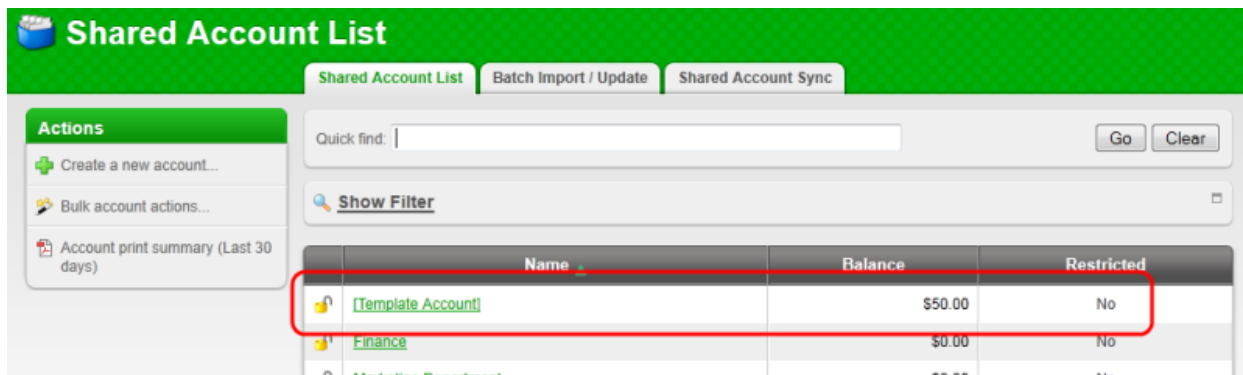 Shared Account List
Shared Account List Batch Import / Update Shared Account Sync
Actions
Create a new account...
Bulk account actions...
Account print summary (Last 30
days)
Quick find: Go Clear
Show Filter
Name Balance Restricted
[Template Account] $50.00 No
Finance $0.00 No